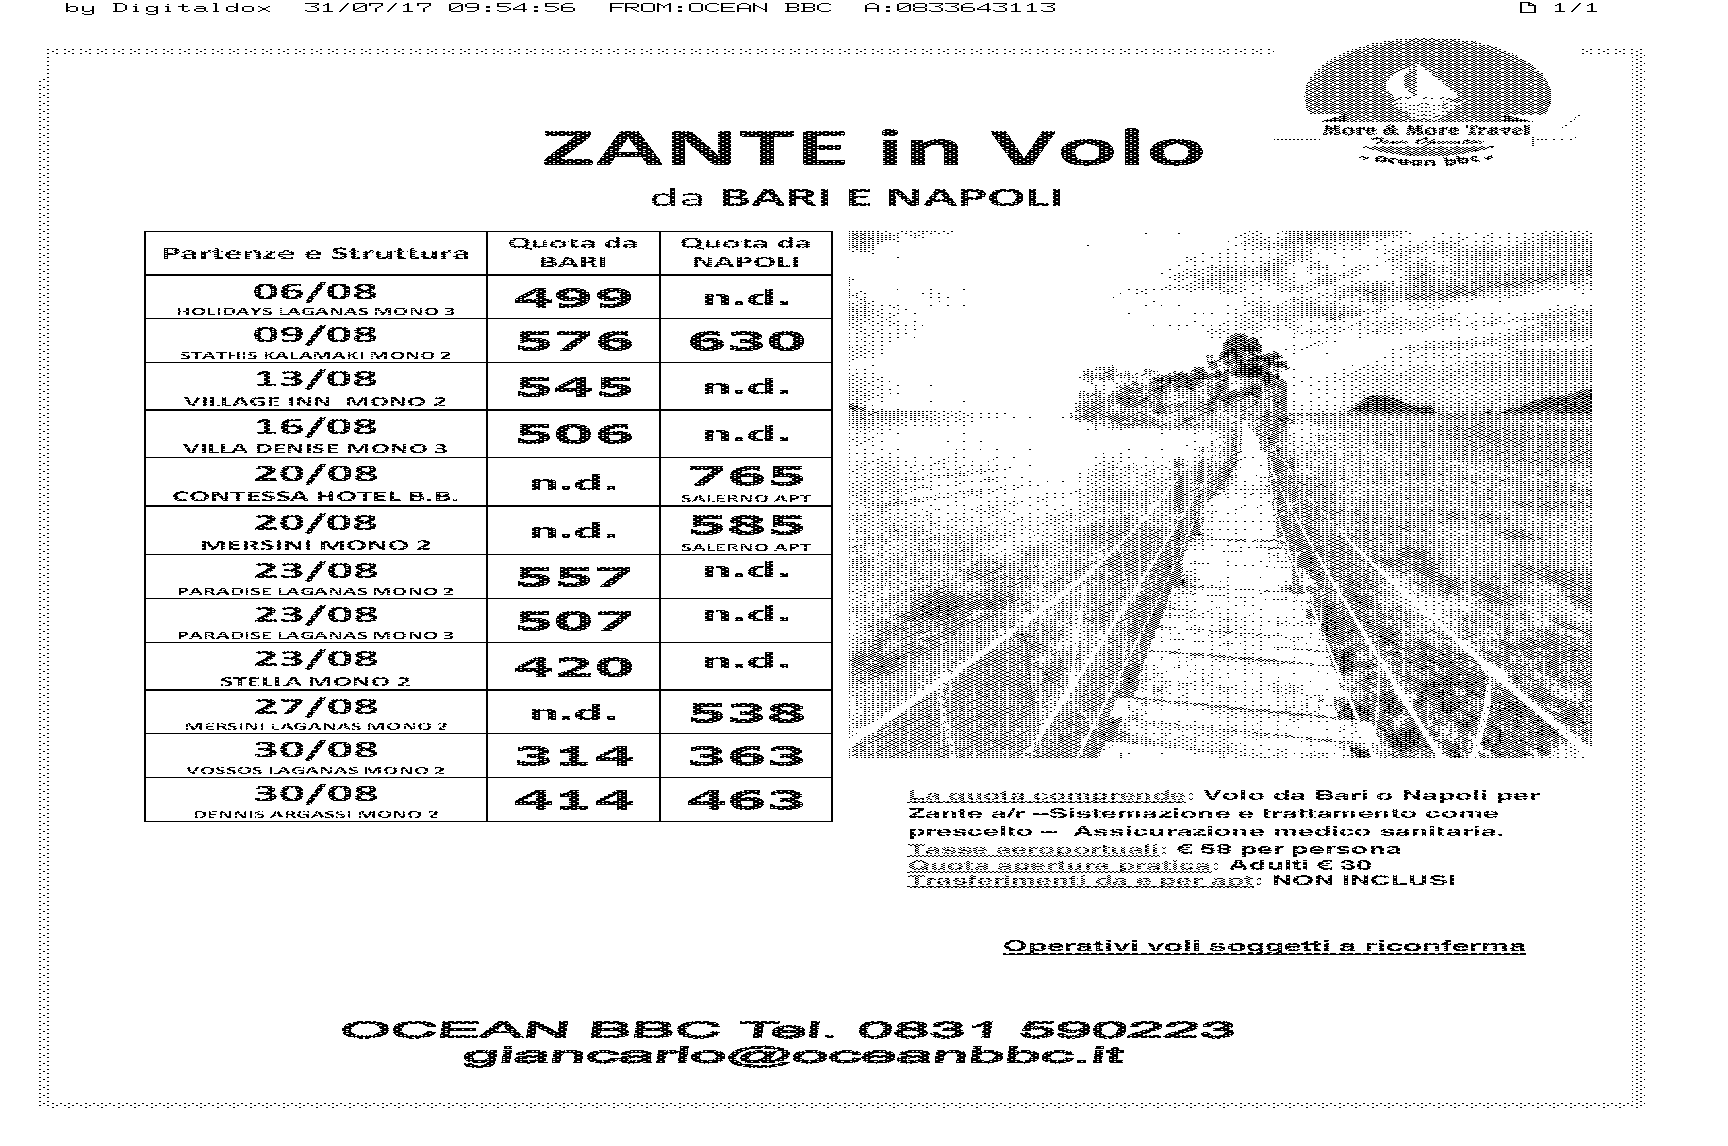 by Digitaldox 31/07/17 09:54:56 FROM:OCEAN BBC A:0833643113 1/1
More & More Travel
Tour Operator
Ocean bbc
ZANTE in Volo
da BARI E NAPOLI
Partenze e Struttura Quota da BARI Quota da NAPOLI
06/08 499 n.d.
HOLIDAYS LAGANAS MONO 3
09/08 576 630
STATHIS KALAMAKI MONO 2
13/08 545 n.d.
VILLAGE INN MONO 2
16/08 506 n.d.
VILLA DENISE MONO 3
20/08 n.d. 765
CONTESSA HOTEL B.B. SALERNO APT
20/08 n.d. 585
MERSINI MONO 2 SALERNO APT
23/08 557 n.d.
PARADISE LAGANAS MONO 2
23/08 507 n.d.
PARADISE LAGANAS MONO 3
23/08 420 n.d.
STELLA MONO 2
27/08 n.d. 538
MERSINI LAGANAS MONO 2
30/08 314 363
VOSSOS LAGANAS MONO 2
30/08 414 463
DENNIS ARGASSI MONO 2
La quota comprende: Volo da Bari o Napoli per
Zante a/r –Sistemazione e trattamento come
prescelto – Assicurazione medico sanitaria.
Tasse aeroportuali: € 58 per persona
Quota apertura pratica: Adulti € 30
Trasferimenti da e per apt: NON INCLUSI
Operativi voli soggetti a riconferma
OCEAN BBC Tel. 0831 590223
giancarlo@oceanbbc.it